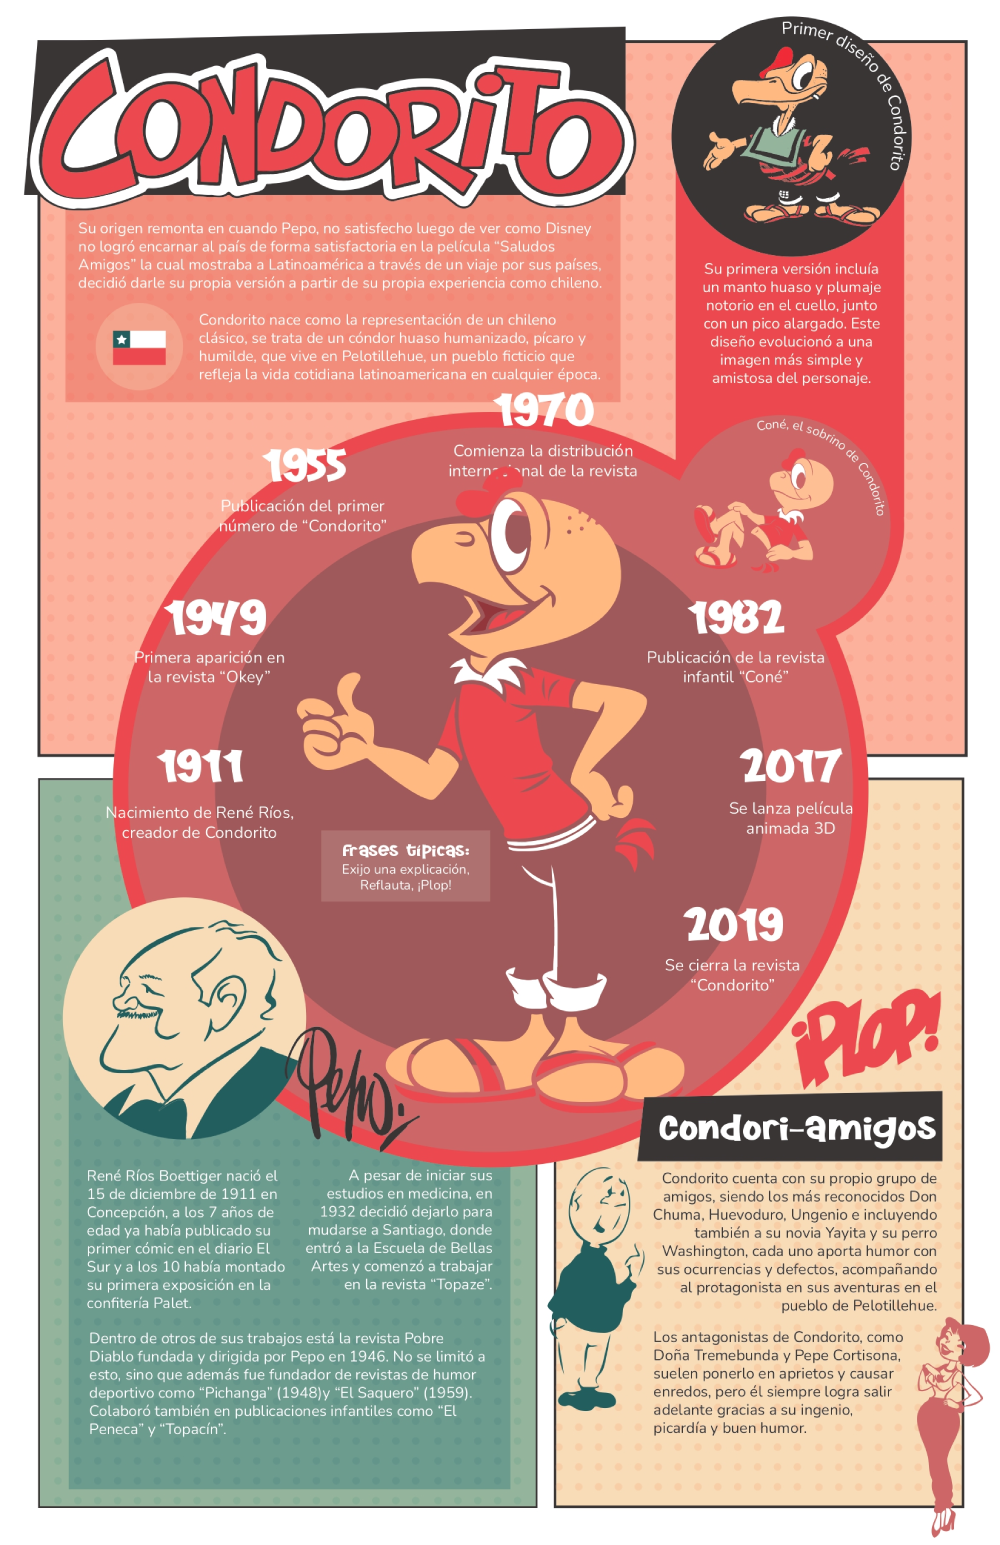 CONDORITO
Primer diseño de Condorito
Su origen remonta en cuando Pepo, no satisfecho luego de ver como Disney
no logró encarnar al país de forma satisfactoria en la película “Saludos
Amigos” la cual mostraba a Latinoamérica a través de un viaje por sus países,
decidió darle su propia versión a partir de su propia experiencia como chileno.
Condorito nace como la representación de un chileno
clásico, se trata de un cóndor huaso humanizado, pícaro y
humilde, que vive en Pelotillehue, un pueblo ficticio que
refleja la vida cotidiana latinoamericana en cualquier época.
Su primera versión incluía
un manto huaso y plumaje
notorio en el cuello, junto
con un pico alargado. Este
diseño evolucionó a una
imagen más simple y
amistosa del personaje.
Coné, el sobrino de Condorito
1911
Nacimiento de René Ríos,
creador de Condorito
1949
Primera aparición en
la revista “Okey”
1955
Publicación del primer
número de “Condorito”
1970
Comienza la distribución
internacional de la revista
1982
Publicación de la revista
infantil “Coné”
2017
Se lanza película
animada 3D
2019
Se cierra la revista
“Condorito”
Frases típicas:
Exijo una explicación,
Reflauta, ¡Plop!
Pepo.
René Ríos Boettiger nació el
15 de diciembre de 1911 en
Concepción, a los 7 años de
edad ya había publicado su
primer cómic en el diario El
Sur y a los 10 había montado
su primera exposición en la
confitería Palet.
A pesar de iniciar sus
estudios en medicina, en
1932 decidió dejarlo para
mudarse a Santiago, donde
entró a la Escuela de Bellas
Artes y comenzó a trabajar
en la revista “Topaze”.
Dentro de otros de sus trabajos está la revista Pobre
Diablo fundada y dirigida por Pepo en 1946. No se limitó a
esto, sino que además fue fundador de revistas de humor
deportivo como “Pichanga” (1948)y “El Saquero” (1959).
Colaboró también en publicaciones infantiles como “El
Peneca” y “Topacín”.
¡PLOP!
Condori-amigos
Condorito cuenta con su propio grupo de
amigos, siendo los más reconocidos Don
Chuma, Huevoduro, Ungenio e incluyendo
también a su novia Yayita y su perro
Washington, cada uno aporta humor con
sus ocurrencias y defectos, acompañando
al protagonista en sus aventuras en el
pueblo de Pelotillehue.
Los antagonistas de Condorito, como
Doña Tremebunda y Pepe Cortisona,
suelen ponerlo en aprietos y causar
enredos, pero él siempre logra salir
adelante gracias a su ingenio,
picardía y buen humor.